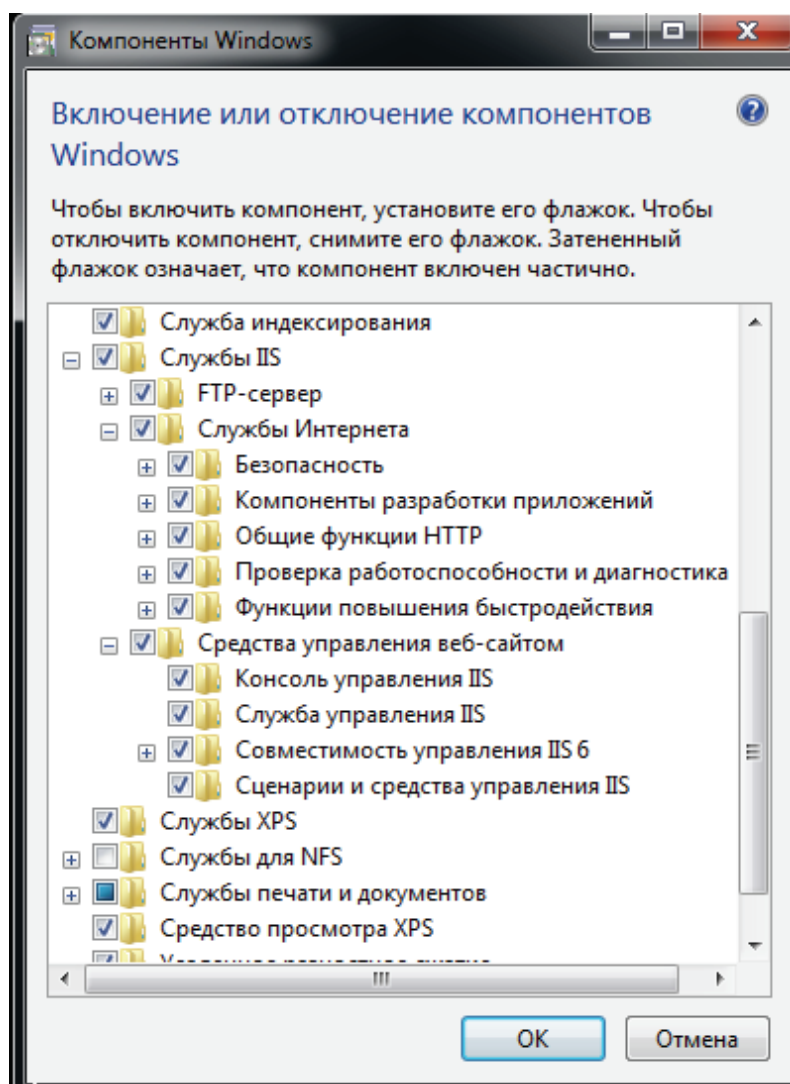 Компоненты Windows
Включение или отключение компонентов
Windows
Чтобы включить компонент, установите его флажок. Чтобы
отключить компонент, снимите его флажок. Затененный
флажок означает, что компонент включен частично.
Служба индексирования
Службы IIS
FTP-сервер
Службы Интернета
Безопасность
Компоненты разработки приложений
Общие функции HTTP
Проверка работоспособности и диагностика
Функции повышения быстродействия
Средства управления веб-сайтом
Консоль управления IIS
Служба управления IIS
Совместимость управления IIS 6
Сценарии и средства управления IIS
Службы XPS
Службы для NFS
Службы печати и документов
Средство просмотра XPS
OK
Отмена